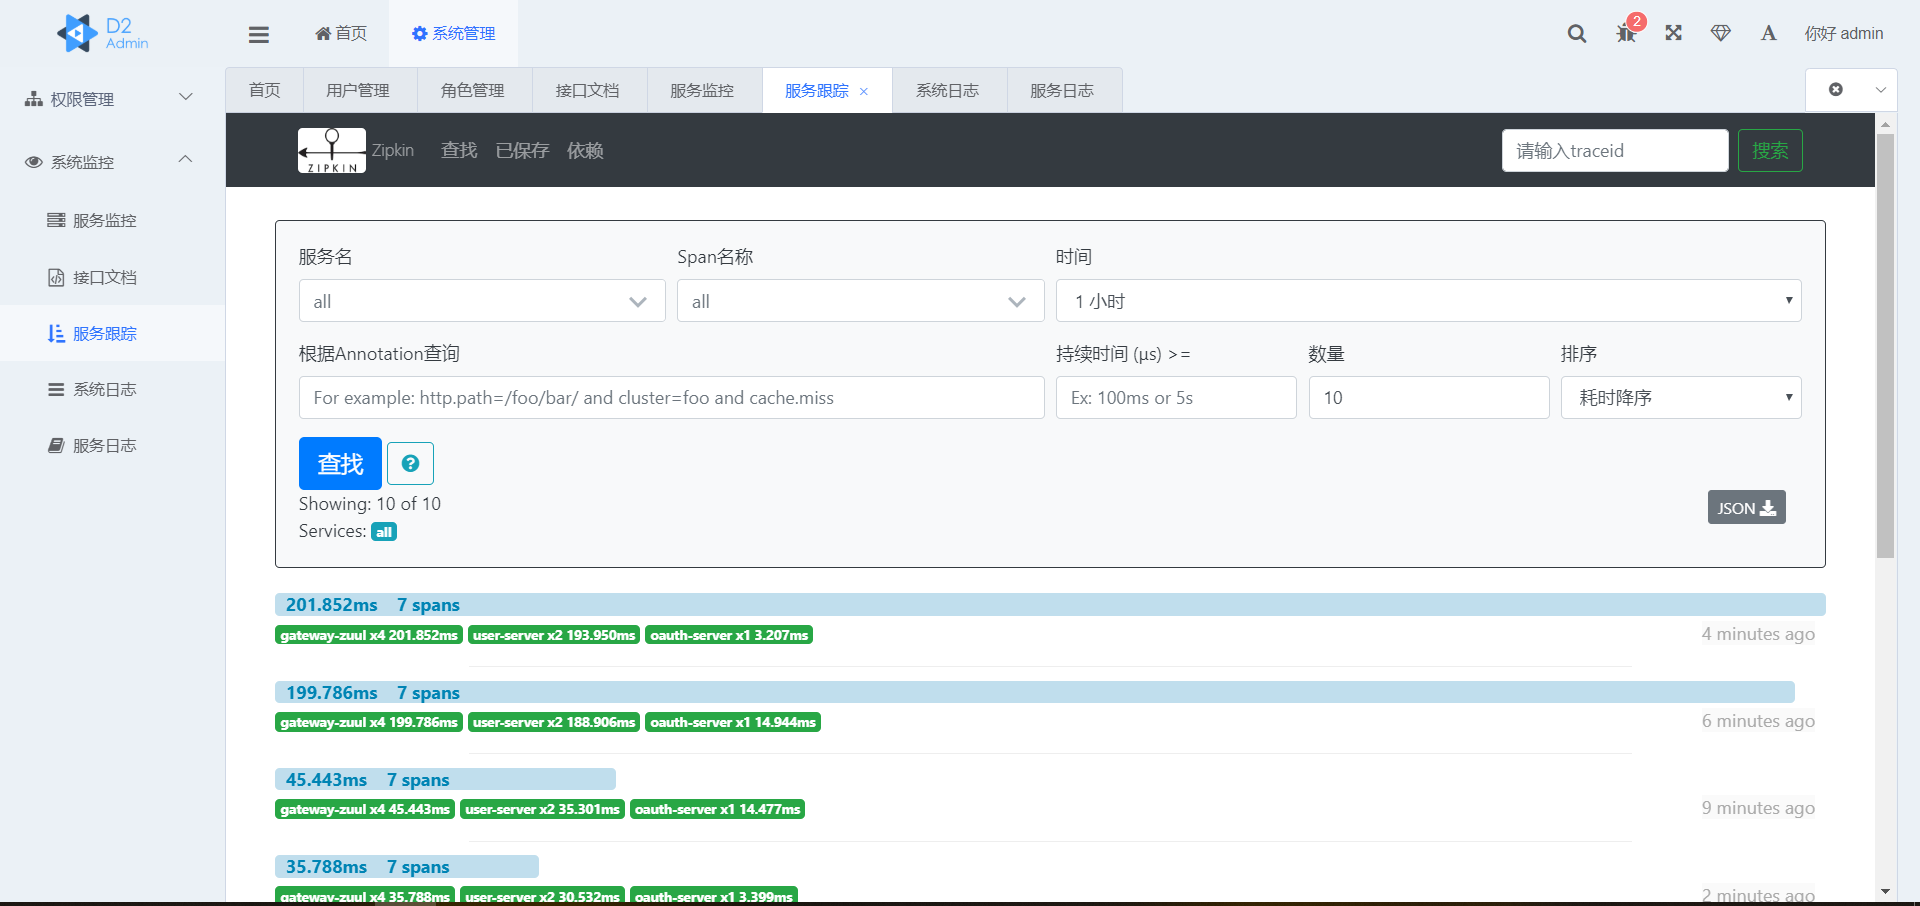 D2
Admin
首页
系统管理
2
你好 admin
权限管理
系统监控
服务监控
接口文档
服务跟踪
系统日志
服务日志
首页
用户管理
角色管理
接口文档
服务监控
服务跟踪 ×
系统日志
服务日志
ZIPKIN
Zipkin
查找
已保存
依赖
请输入traceid
搜索
服务名
Span名称
时间
all
all
1 小时
根据Annotation查询
持续时间 (μs) >=
数量
排序
For example: http.path=/foo/bar/ and cluster=foo and cache.miss
Ex: 100ms or 5s
10
耗时降序
查找
?
Showing: 10 of 10
Services: all
JSON
201.852ms 7 spans
gateway-zuul x4 201.852ms user-server x2 193.950ms oauth-server x1 3.207ms
4 minutes ago
199.786ms 7 spans
gateway-zuul x4 199.786ms user-server x2 188.906ms oauth-server x1 14.944ms
6 minutes ago
45.443ms 7 spans
gateway-zuul x4 45.443ms user-server x2 35.301ms oauth-server x1 14.477ms
9 minutes ago
35.788ms 7 spans
gateway-zuul x4 35.788ms user-server x2 30.532ms oauth-server x1 3.399ms
2 minutes ago